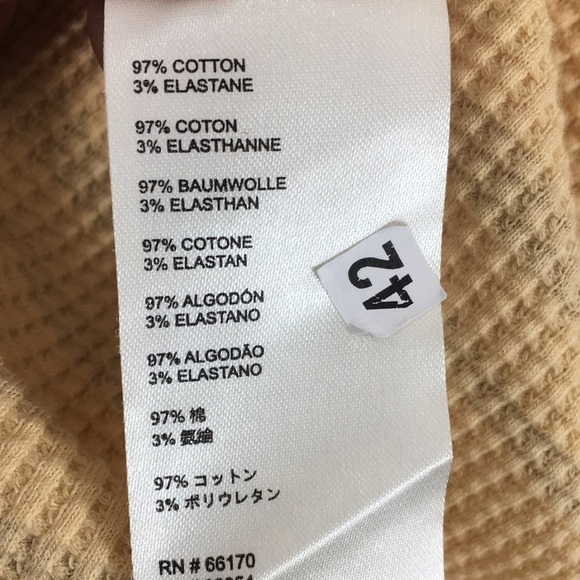 97% COTTON
3% ELASTANE
97% COTON
3% ELASTHANNE
97% BAUMWOLLE
3% ELASTHAN
97% COTONE
3% ELASTAN
97% ALGODÓN
3% ELASTANO
97% ALGODÃO
3% ELASTANO
97% 棉
3% 氨綸
97% コットン
3% ポリウレタン
RN # 66170
42